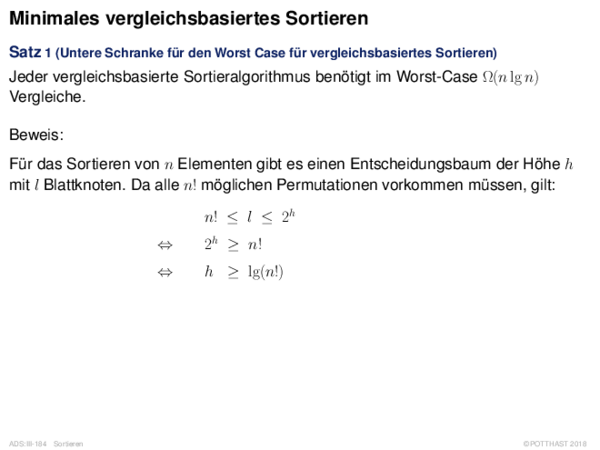 Minimales vergleichsbasiertes Sortieren
Satz 1 (Untere Schranke für den Worst Case für vergleichsbasiertes Sortieren)
Jeder vergleichsbasierte Sortieralgorithmus benötigt im Worst-Case Ω(n lg n)
Vergleiche.
Beweis:
Für das Sortieren von n Elementen gibt es einen Entscheidungsbaum der Höhe h
mit l Blattknoten. Da alle n! möglichen Permutationen vorkommen müssen, gilt:
n! ≤ l ≤ 2^h
⇔ 2^h ≥ n!
⇔ h ≥ lg(n!)
ADS:III-184 Sortieren © POTTHAST 2018